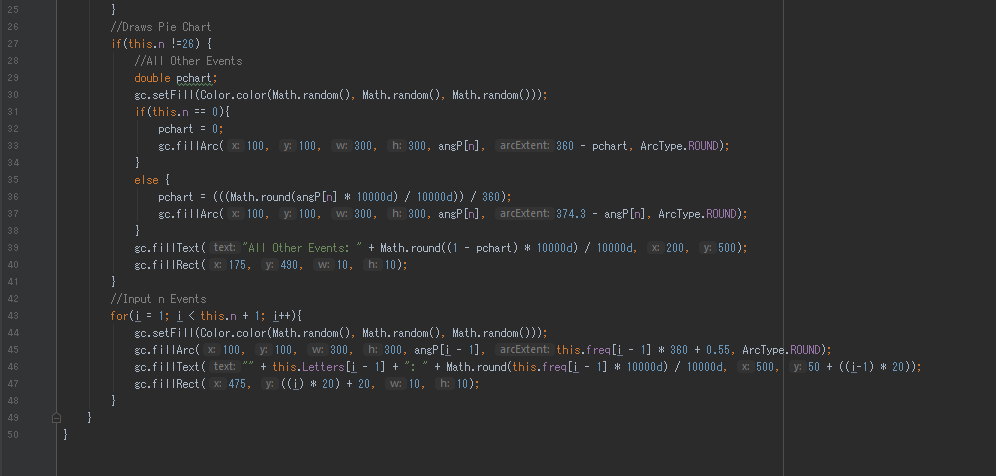 25 }
26 //Draws Pie Chart
27 if(this.n !=26) {
28 //All Other Events
29 double pchart;
30 gc.setFill(Color.color(Math.random(), Math.random(), Math.random()));
31 if(this.n == 0){
32 pchart = 0;
33 gc.fillArc( x: 100, y: 100, w: 300, h: 300, angP[n], arcExtent: 360 - pchart, ArcType.ROUND);
34 }
35 else {
36 pchart = (((Math.round(angP[n] * 10000d) / 10000d)) / 360);
37 gc.fillArc( x: 100, y: 100, w: 300, h: 300, angP[n], arcExtent: 374.3 - angP[n], ArcType.ROUND);
38 }
39 gc.fillText( text: "All Other Events: " + Math.round((1 - pchart) * 10000d) / 10000d, x: 200, y: 500);
40 gc.fillRect( x: 175, y: 490, w: 10, h: 10);
41 }
42 //Input n Events
43 for(i = 1; i < this.n + 1; i++){
44 gc.setFill(Color.color(Math.random(), Math.random(), Math.random()));
45 gc.fillArc( x: 100, y: 100, w: 300, h: 300, angP[i - 1], arcExtent: this.freq[i - 1] * 360 + 0.55, ArcType.ROUND);
46 gc.fillText( text: "" + this.Letters[i - 1] + ": " + Math.round(this.freq[i - 1] * 10000d) / 10000d, x: 500, y: 50 + ((i-1) * 20));
47 gc.fillRect( x: 475, y: ((i) * 20) + 20, w: 10, h: 10);
48 }
49 }
50 }